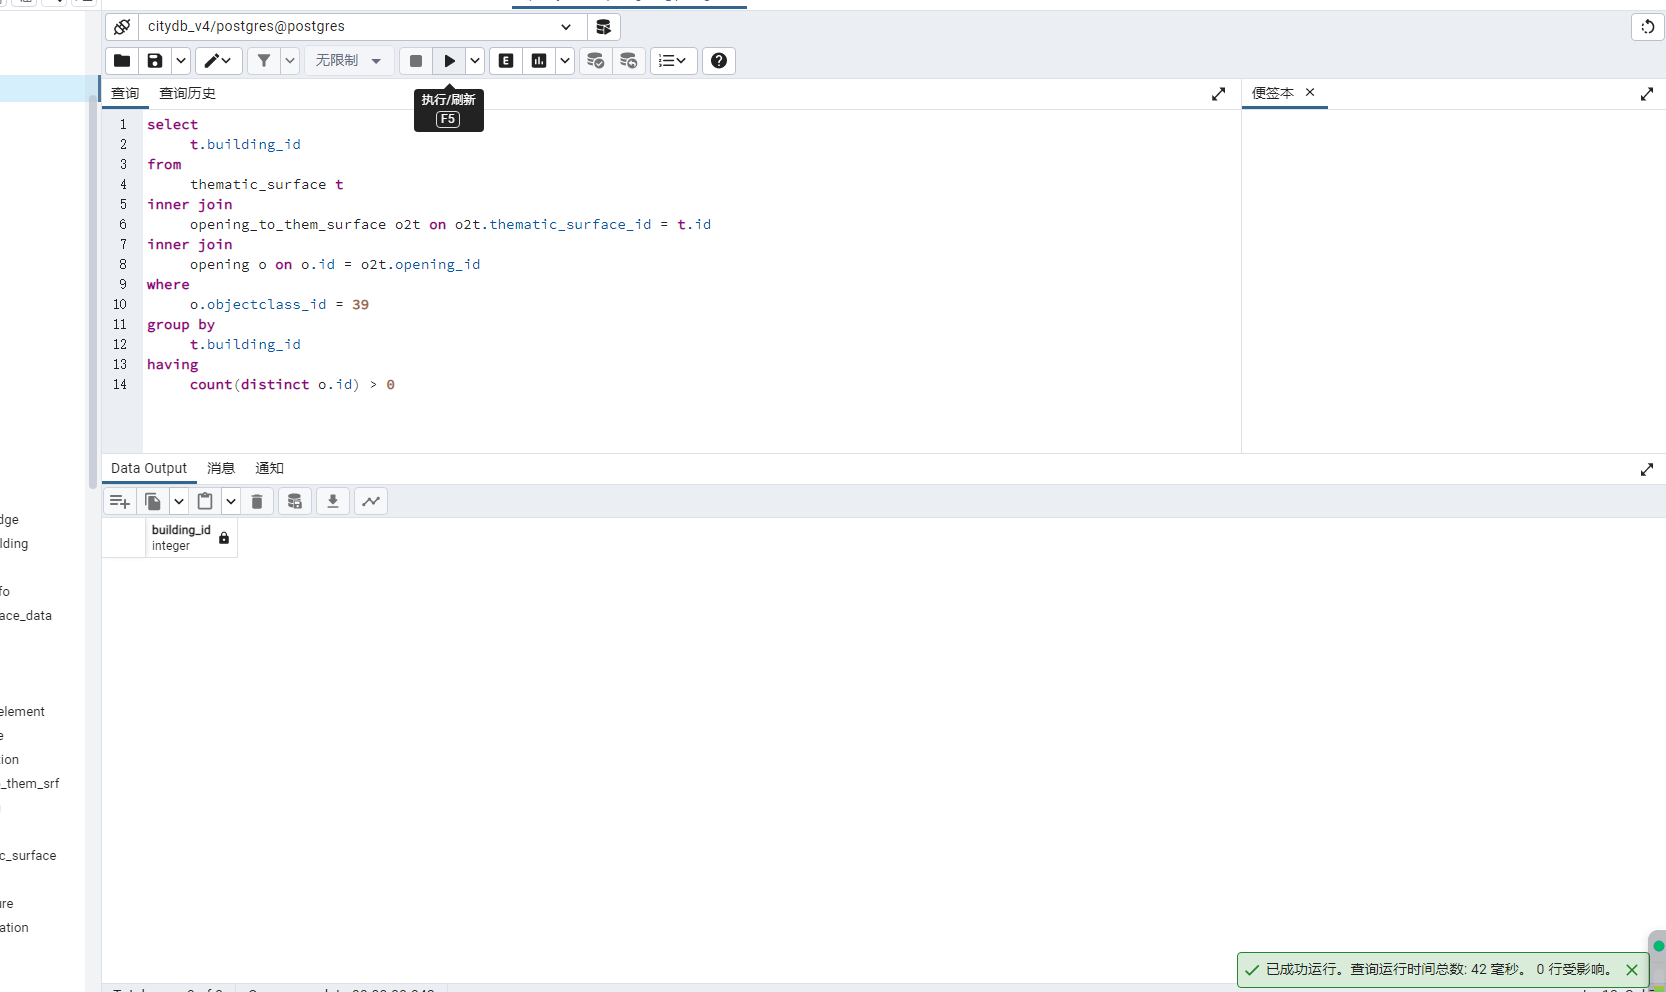 citydb_v4/postgres@postgres
无限制
查询 查询历史
执行/刷新
F5
便签本
1 select
2 t.building_id
3 from
4 thematic_surface t
5 inner join
6 opening_to_them_surface o2t on o2t.thematic_surface_id = t.id
7 inner join
8 opening o on o.id = o2t.opening_id
9 where
10 o.objectclass_id = 39
11 group by
12 t.building_id
13 having
14 count(distinct o.id) > 0
Data Output 消息 通知
building_id
integer
dge
lding
fo
ace_data
element
e
tion
_them_srf
c_surface
ure
ation
已成功运行。查询运行时间总数: 42 毫秒。 0 行受影响。